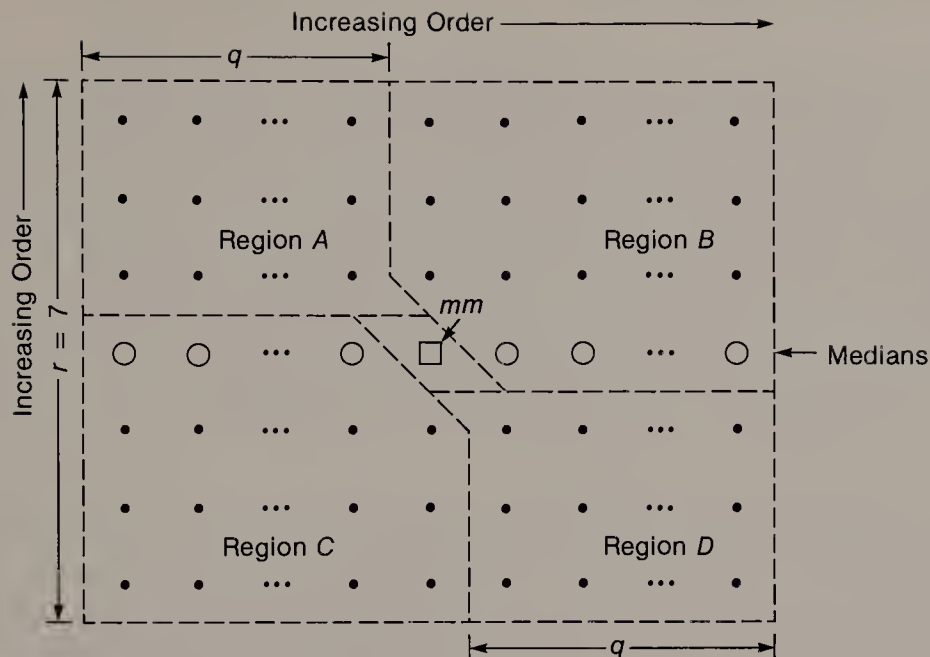 Increasing Order
q
Increasing Order
r = 7
Region A
Region B
mm
Medians
Region C
Region D
q